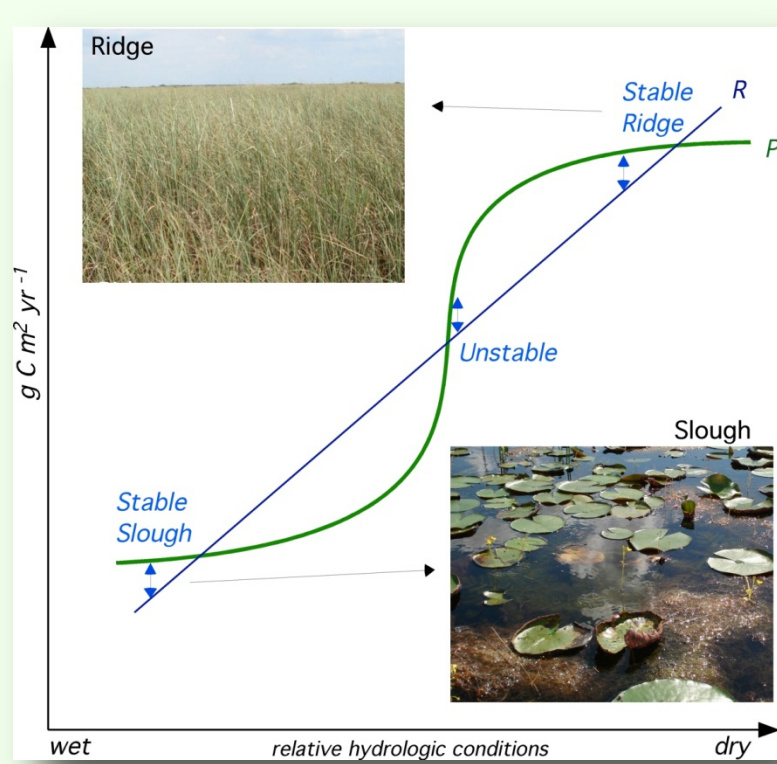 Ridge
Stable
Ridge
R
P
g C m² yr⁻¹
Unstable
Slough
Stable
Slough
wet
relative hydrologic conditions
dry